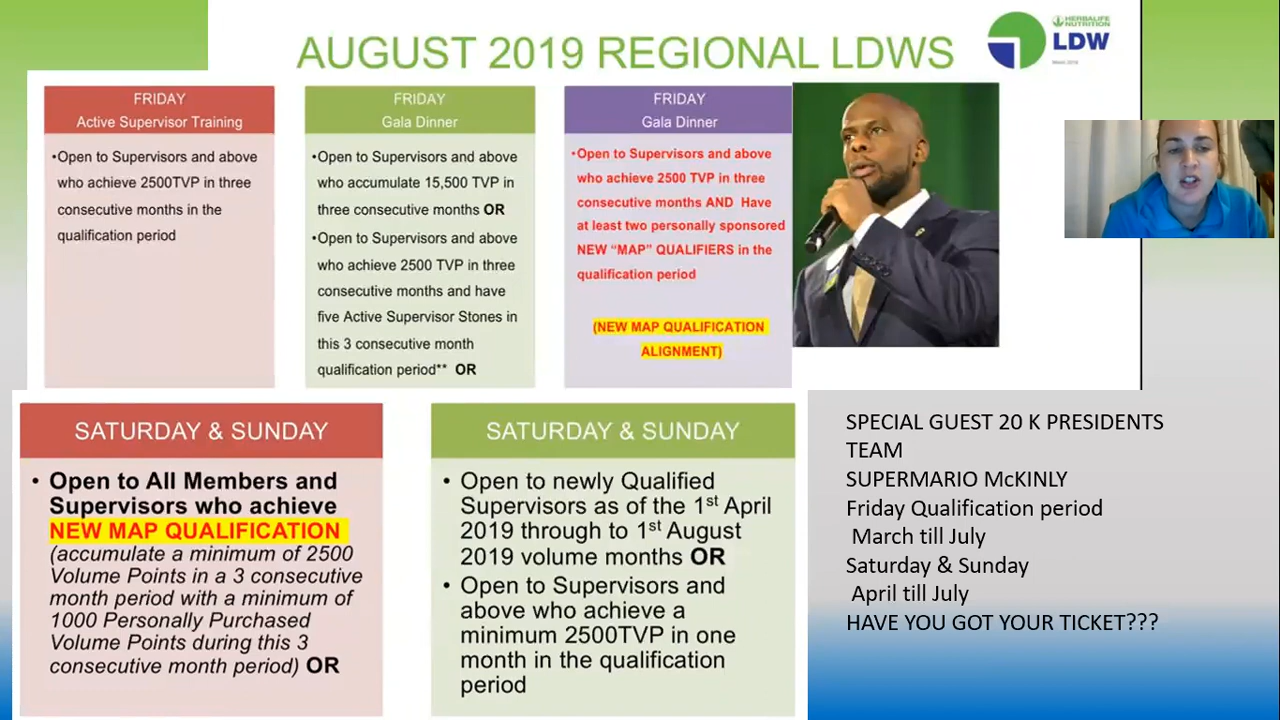 AUGUST 2019 REGIONAL LDWS
HERBALIFE
NUTRITION
LDW
FRIDAY
Active Supervisor Training
•Open to Supervisors and above
who achieve 2500TVP in three
consecutive months in the
qualification period
FRIDAY
Gala Dinner
•Open to Supervisors and above
who accumulate 15,500 TVP in
three consecutive months OR
•Open to Supervisors and above
who achieve 2500 TVP in three
consecutive months and have
five Active Supervisor Stones in
this 3 consecutive month
qualification period** OR
FRIDAY
Gala Dinner
•Open to Supervisors and above
who achieve 2500 TVP in three
consecutive months AND Have
at least two personally sponsored
NEW “MAP” QUALIFIERS in the
qualification period
(NEW MAP QUALIFICATION
ALIGNMENT)
SATURDAY & SUNDAY
• Open to All Members and
Supervisors who achieve
NEW MAP QUALIFICATION
(accumulate a minimum of 2500
Volume Points in a 3 consecutive
month period with a minimum of
1000 Personally Purchased
Volume Points during this 3
consecutive month period) OR
SATURDAY & SUNDAY
• Open to newly Qualified
Supervisors as of the 1st April
2019 through to 1st August
2019 volume months OR
• Open to Supervisors and
above who achieve a
minimum 2500TVP in one
month in the qualification
period
SPECIAL GUEST 20 K PRESIDENTS
TEAM
SUPERMARIO McKINLY
Friday Qualification period
March till July
Saturday & Sunday
April till July
HAVE YOU GOT YOUR TICKET???